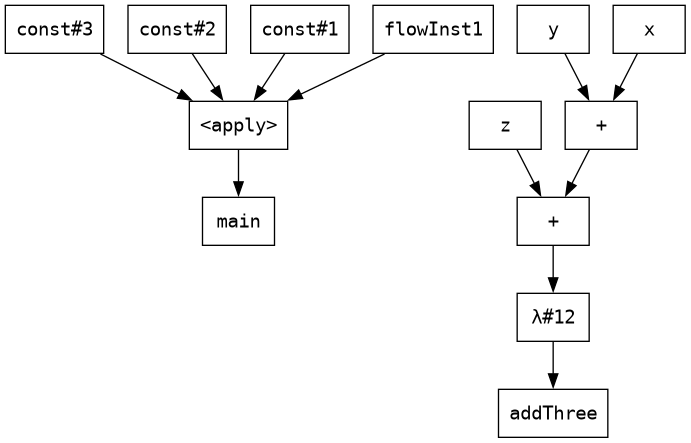 const#3
const#2
const#1
flowInst1
y
x
<apply>
z
+
main
+
λ#12
addThree